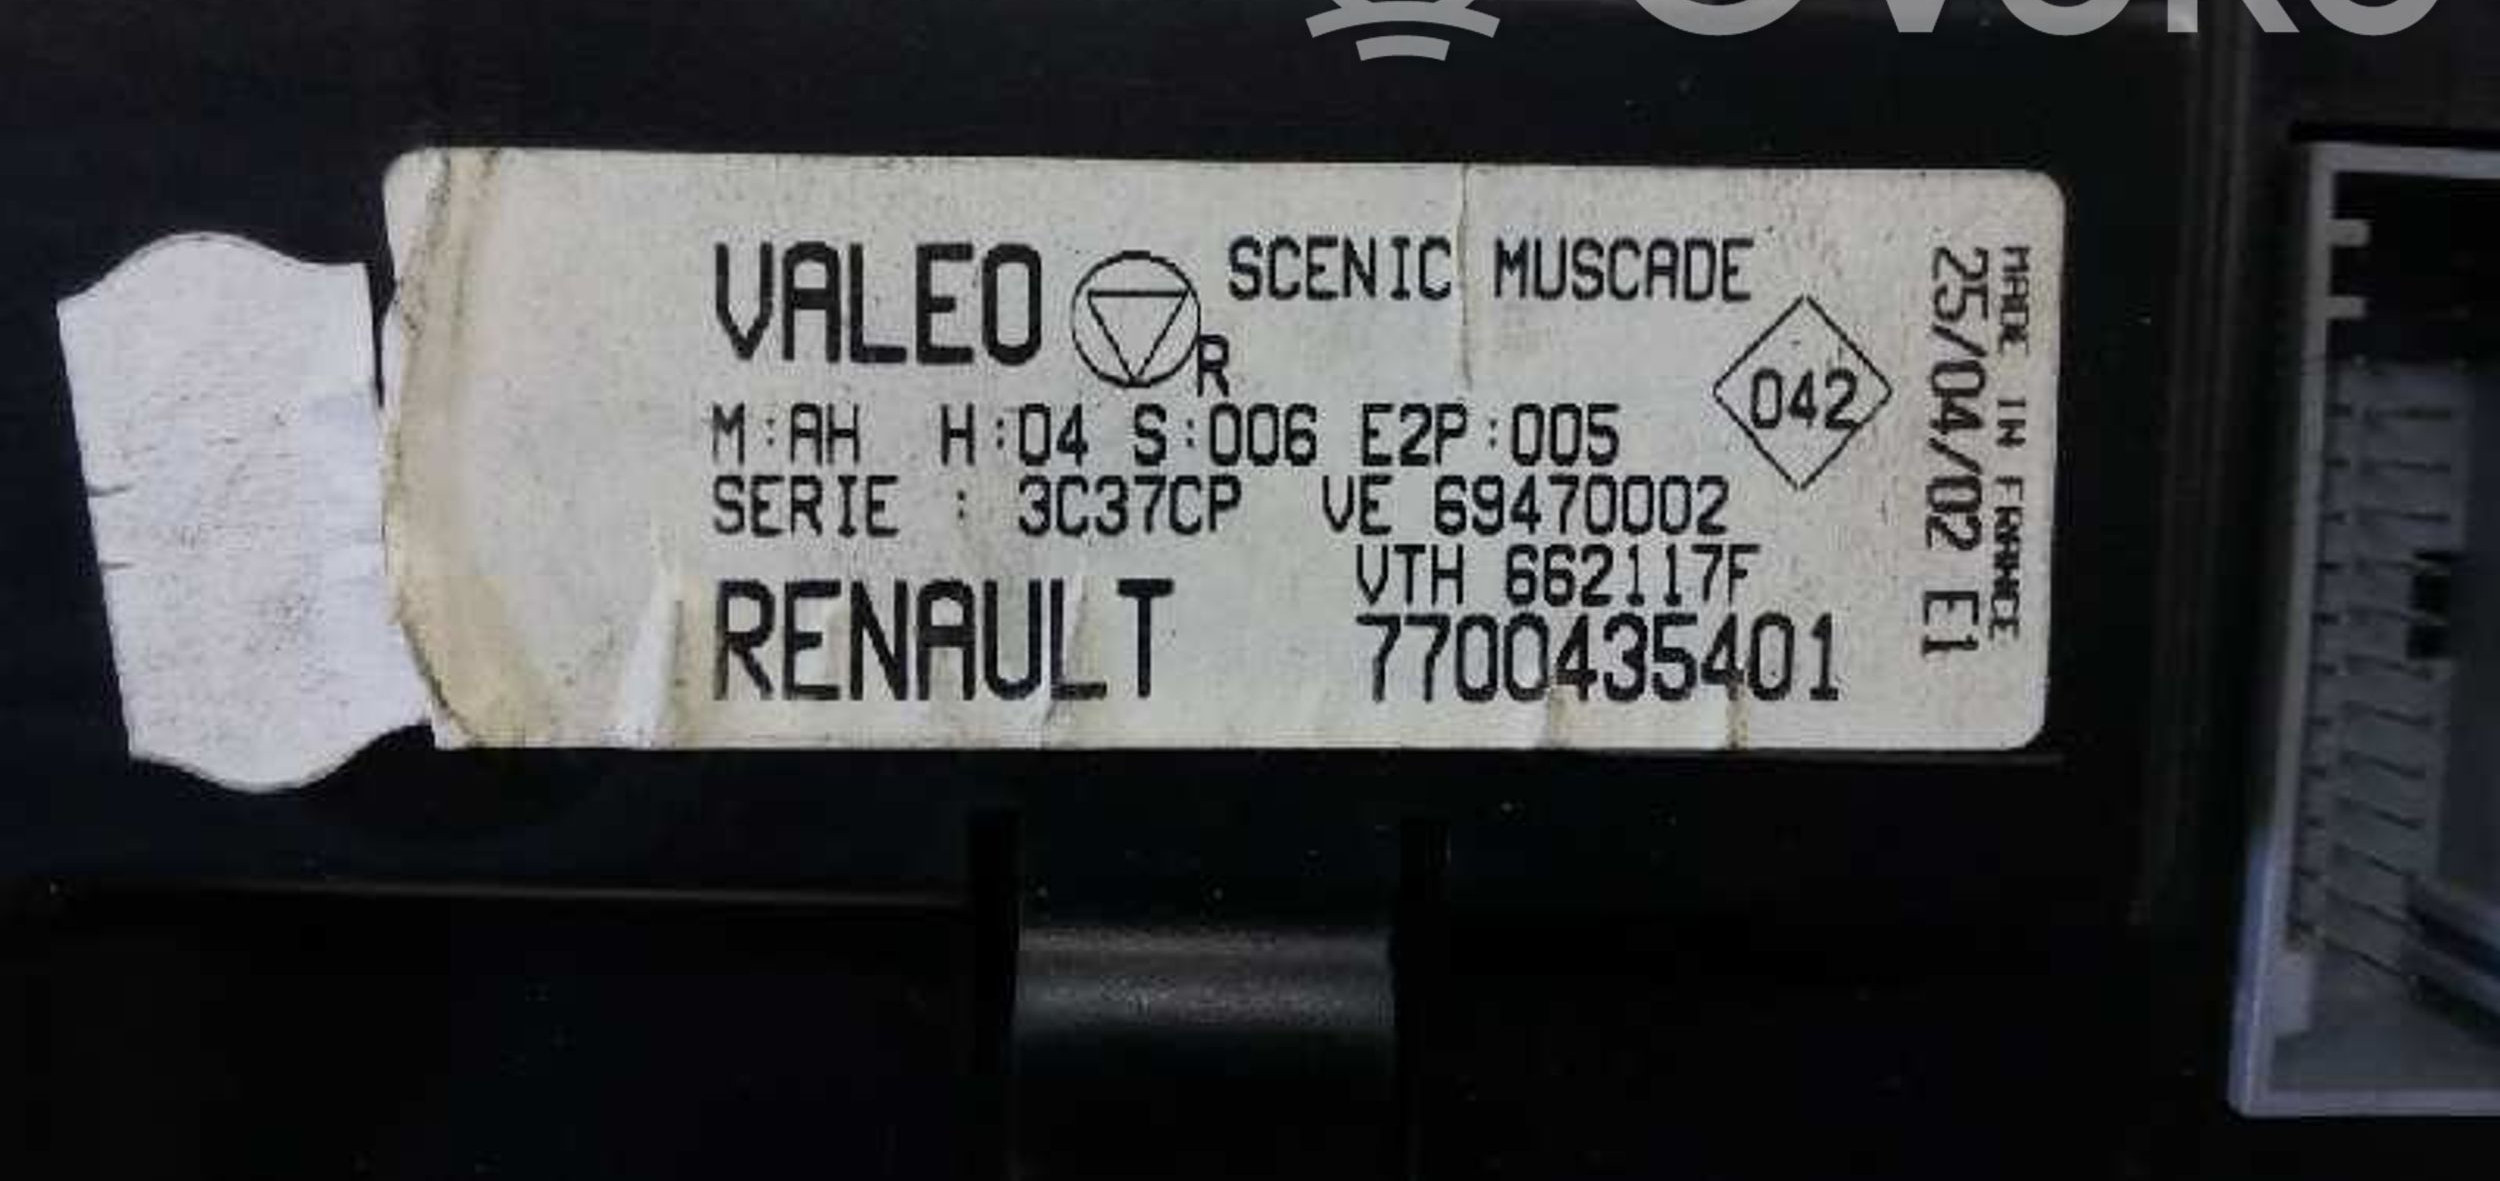 VALEO R SCENIC MUSCADE
042
M:AH H:04 S:006 E2P:005
SERIE : 3C37CP VE 69470002
VTH 662117F
RENAULT 7700435401
MADE IN FRANCE
25/04/02 E1